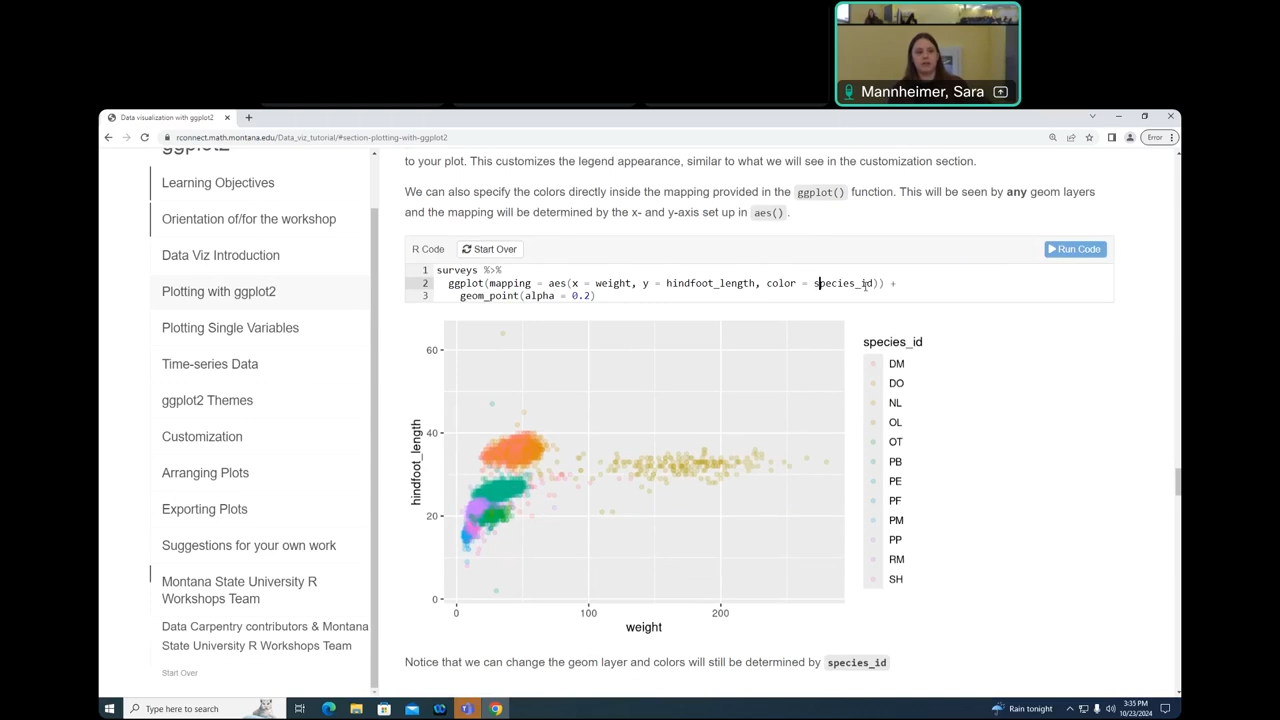 Mannheimer, Sara
Data visualization with ggplot2
rconnect.math.montana.edu/Data_viz_tutorial/#section-plotting-with-ggplot2
Error
ggplot2
Learning Objectives
Orientation of/for the workshop
Data Viz Introduction
Plotting with ggplot2
Plotting Single Variables
Time-series Data
ggplot2 Themes
Customization
Arranging Plots
Exporting Plots
Suggestions for your own work
Montana State University R
Workshops Team
Data Carpentry contributors & Montana
State University R Workshops Team
Start Over
to your plot. This customizes the legend appearance, similar to what we will see in the customization section.
We can also specify the colors directly inside the mapping provided in the ggplot() function. This will be seen by any geom layers
and the mapping will be determined by the x- and y-axis set up in aes().
R Code
Start Over
Run Code
1 surveys %>%
2 ggplot(mapping = aes(x = weight, y = hindfoot_length, color = species_id)) +
3 geom_point(alpha = 0.2)
60
40
20
0
hindfoot_length
0 100 200
weight
species_id
DM
DO
NL
OL
OT
PB
PE
PF
PM
PP
RM
SH
Notice that we can change the geom layer and colors will still be determined by species_id
Type here to search
Rain tonight
3:35 PM
10/23/2024